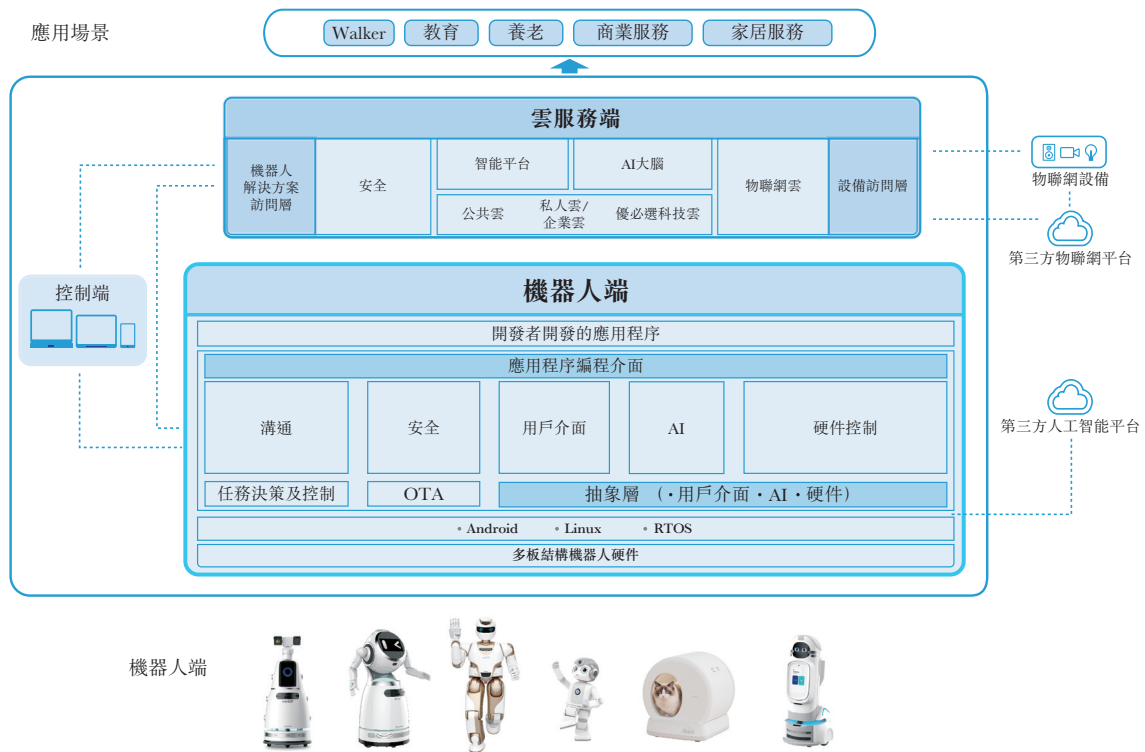 應用場景
Walker
教育
養老
商業服務
家居服務
雲服務端
機器人
解決方案
訪問層
安全
智能平台
AI大腦
公共雲
私人雲/
企業雲
優必選科技雲
物聯網雲
設備訪問層
物聯網設備
第三方物聯網平台
控制端
機器人端
開發者開發的應用程序
應用程序編程介面
溝通
安全
用戶介面
AI
硬件控制
第三方人工智能平台
任務決策及控制
OTA
抽象層 （·用戶介面·AI·硬件）
• Android • Linux • RTOS
多板結構機器人硬件
機器人端